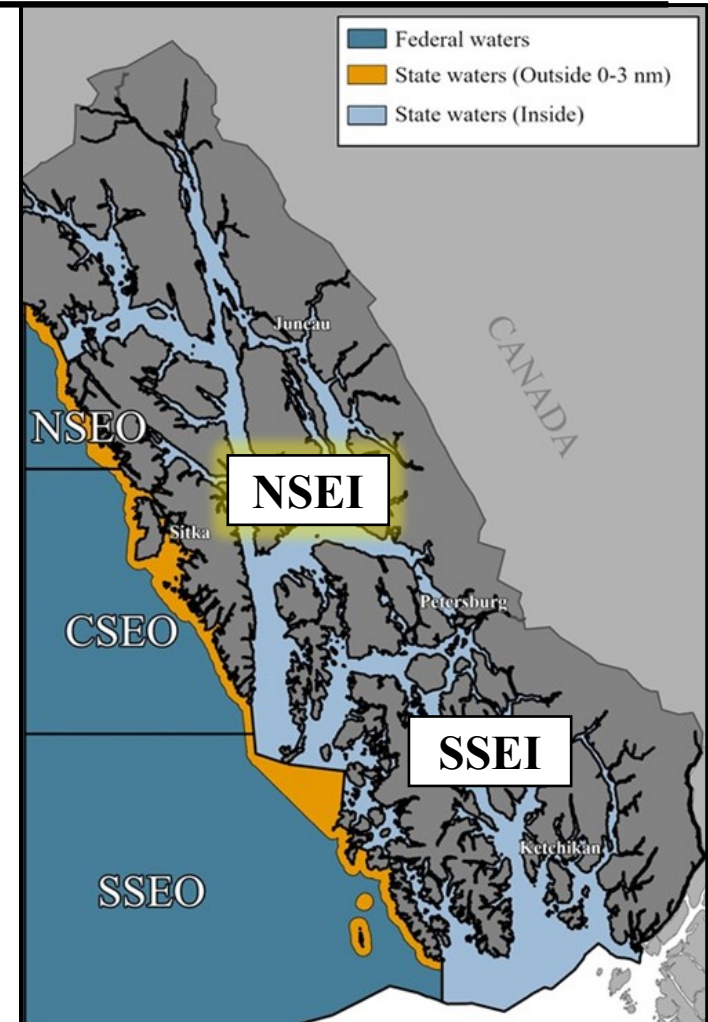 Federal waters
State waters (Outside 0-3 nm)
State waters (Inside)
Juneau
CANADA
NSEO
NSEI
Sitka
Petersburg
CSEO
SSEI
Ketchikan
SSEO